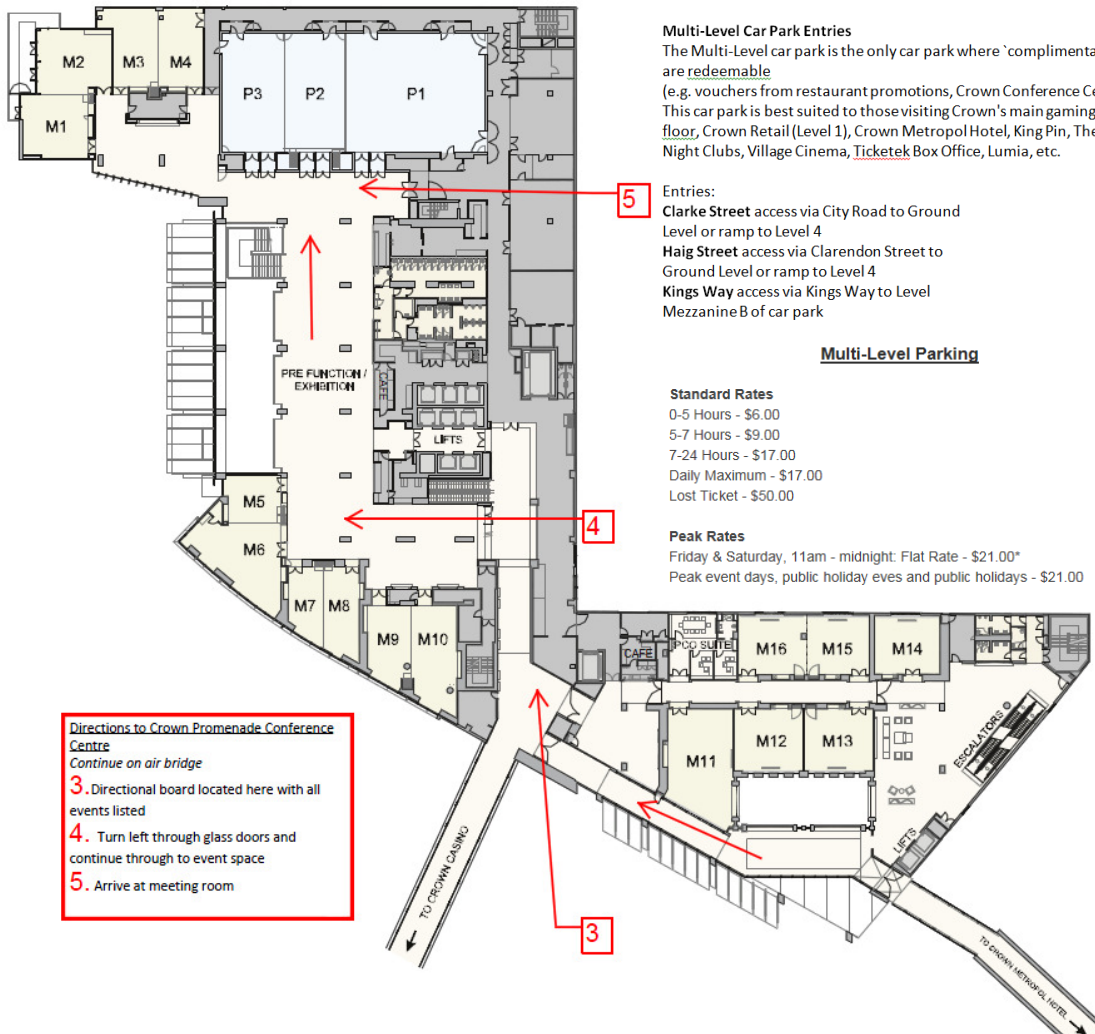 Multi-Level Car Park Entries
The Multi-Level car park is the only car park where `complimenta
are redeemable
(e.g. vouchers from restaurant promotions, Crown Conference Ce
This car park is best suited to those visiting Crown's main gaming
floor, Crown Retail (Level 1), Crown Metropol Hotel, King Pin, The
Night Clubs, Village Cinema, Ticketek Box Office, Lumia, etc.
Entries:
Clarke Street access via City Road to Ground
Level or ramp to Level 4
Haig Street access via Clarendon Street to
Ground Level or ramp to Level 4
Kings Way access via Kings Way to Level
Mezzanine B of car park
Multi-Level Parking
Standard Rates
0-5 Hours - $6.00
5-7 Hours - $9.00
7-24 Hours - $17.00
Daily Maximum - $17.00
Lost Ticket - $50.00
Peak Rates
Friday & Saturday, 11am - midnight: Flat Rate - $21.00*
Peak event days, public holiday eves and public holidays - $21.00
M2
M3
M4
M1
P3
P2
P1
5
PRE FUNCTION /
EXHIBITION
CAFE
LIFTS
M5
M6
4
M7
M8
M9
M10
CAFE
PCO SUITE
M16
M15
M14
M11
M12
M13
ESCALATORS
LIFTS
3
TO CROWN CASINO
TO CROWN METROPOL HOTEL
Directions to Crown Promenade Conference
Centre
Continue on air bridge
3. Directional board located here with all
events listed
4. Turn left through glass doors and
continue through to event space
5. Arrive at meeting room